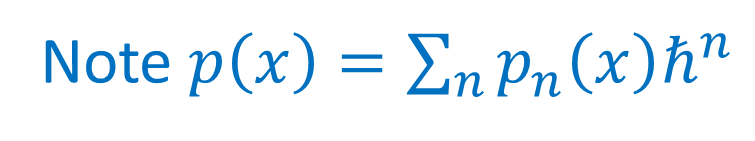 Note 𝑝(𝑥) = ∑ₙ 𝑝ₙ(𝑥)ℏⁿ